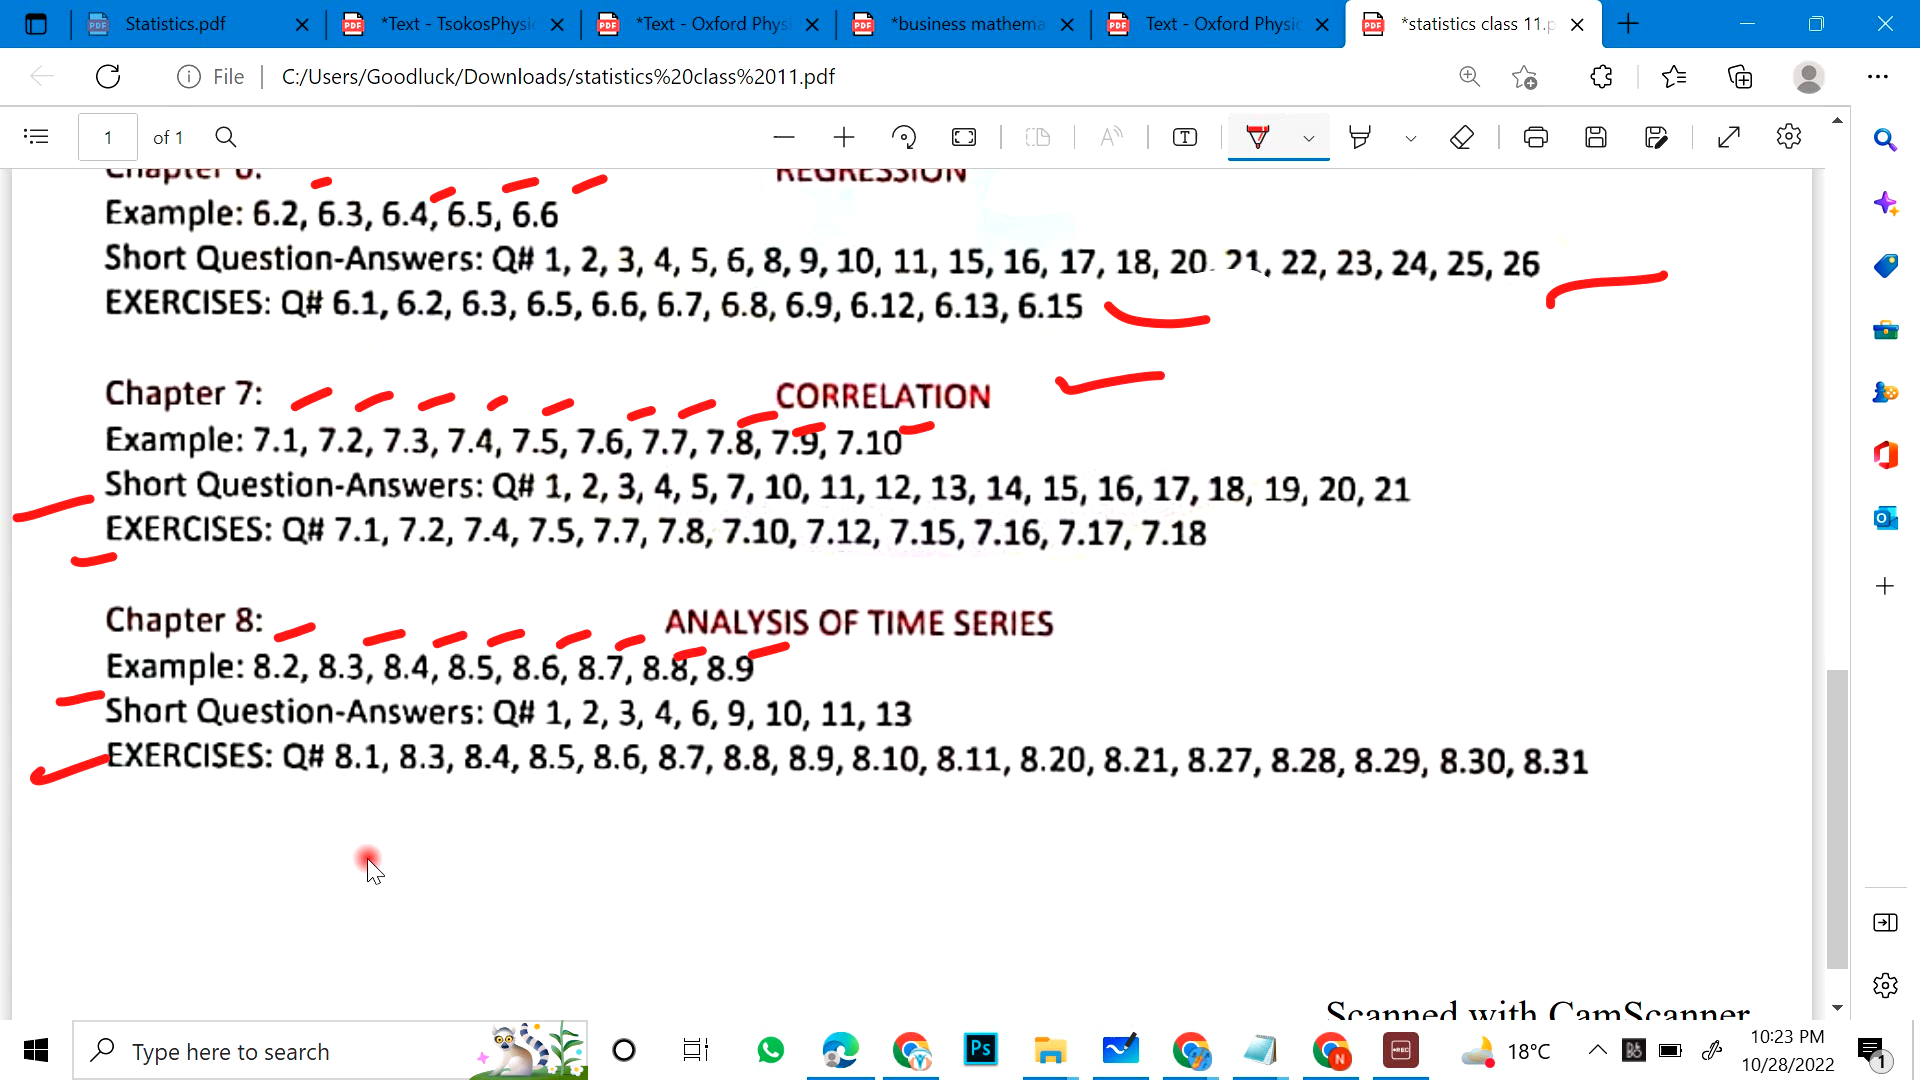 Statistics.pdf
*Text - TsokosPhysi
*Text - Oxford Phys
*business mathema
Text - Oxford Physic
*statistics class 11.p
File
C:/Users/Goodluck/Downloads/statistics%20class%2011.pdf
1 of 1
Chapter 6: REGRESSION
Example: 6.2, 6.3, 6.4, 6.5, 6.6
Short Question-Answers: Q# 1, 2, 3, 4, 5, 6, 8, 9, 10, 11, 15, 16, 17, 18, 20, 21, 22, 23, 24, 25, 26
EXERCISES: Q# 6.1, 6.2, 6.3, 6.5, 6.6, 6.7, 6.8, 6.9, 6.12, 6.13, 6.15
Chapter 7: CORRELATION
Example: 7.1, 7.2, 7.3, 7.4, 7.5, 7.6, 7.7, 7.8, 7.9, 7.10
Short Question-Answers: Q# 1, 2, 3, 4, 5, 7, 10, 11, 12, 13, 14, 15, 16, 17, 18, 19, 20, 21
EXERCISES: Q# 7.1, 7.2, 7.4, 7.5, 7.7, 7.8, 7.10, 7.12, 7.15, 7.16, 7.17, 7.18
Chapter 8: ANALYSIS OF TIME SERIES
Example: 8.2, 8.3, 8.4, 8.5, 8.6, 8.7, 8.8, 8.9
Short Question-Answers: Q# 1, 2, 3, 4, 6, 9, 10, 11, 13
EXERCISES: Q# 8.1, 8.3, 8.4, 8.5, 8.6, 8.7, 8.8, 8.9, 8.10, 8.11, 8.20, 8.21, 8.27, 8.28, 8.29, 8.30, 8.31
Scanned with CamScanner
Type here to search
Ps
REC
N
18°C
10:23 PM
10/28/2022
1